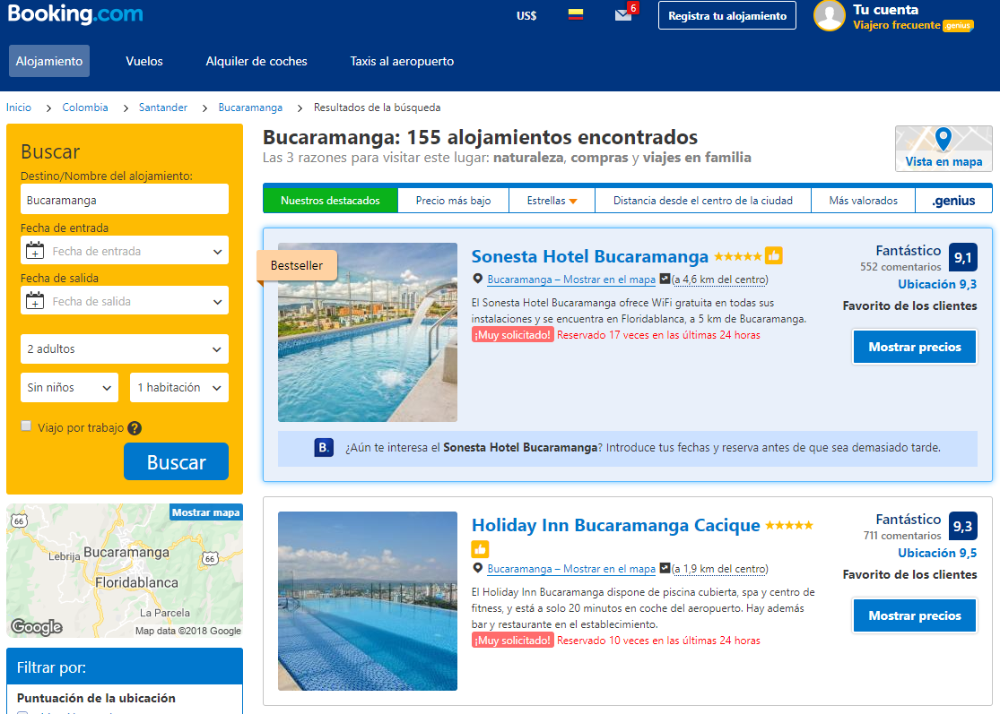 Booking.com
US$
6
Registra tu alojamiento
Tu cuenta
Viajero frecuente .genius
Alojamiento
Vuelos
Alquiler de coches
Taxis al aeropuerto
Inicio > Colombia > Santander > Bucaramanga > Resultados de la búsqueda
Buscar
Destino/Nombre del alojamiento:
Bucaramanga
Fecha de entrada
Fecha de entrada
Fecha de salida
Fecha de salida
2 adultos
Sin niños
1 habitación
Viajo por trabajo ?
Buscar
Mostrar mapa
66
Lebrija
Bucaramanga
66
Floridablanca
La Parcela
Google
Map data ©2018 Google
Filtrar por:
Puntuación de la ubicación
Bucaramanga: 155 alojamientos encontrados
Las 3 razones para visitar este lugar: naturaleza, compras y viajes en familia
Vista en mapa
Nuestros destacados
Precio más bajo
Estrellas
Distancia desde el centro de la ciudad
Más valorados
.genius
Bestseller
Sonesta Hotel Bucaramanga
Bucaramanga – Mostrar en el mapa (a 4,6 km del centro)
El Sonesta Hotel Bucaramanga ofrece WiFi gratuita en todas sus
instalaciones y se encuentra en Floridablanca, a 5 km de Bucaramanga.
¡Muy solicitado! Reservado 17 veces en las últimas 24 horas
Fantástico
552 comentarios
9,1
Ubicación 9,3
Favorito de los clientes
Mostrar precios
B.
¿Aún te interesa el Sonesta Hotel Bucaramanga? Introduce tus fechas y reserva antes de que sea demasiado tarde.
Holiday Inn Bucaramanga Cacique
Bucaramanga – Mostrar en el mapa (a 1,9 km del centro)
El Holiday Inn Bucaramanga dispone de piscina cubierta, spa y centro de
fitness, y está a solo 20 minutos en coche del aeropuerto. Hay además
bar y restaurante en el establecimiento.
¡Muy solicitado! Reservado 10 veces en las últimas 24 horas
Fantástico
711 comentarios
9,3
Ubicación 9,5
Favorito de los clientes
Mostrar precios